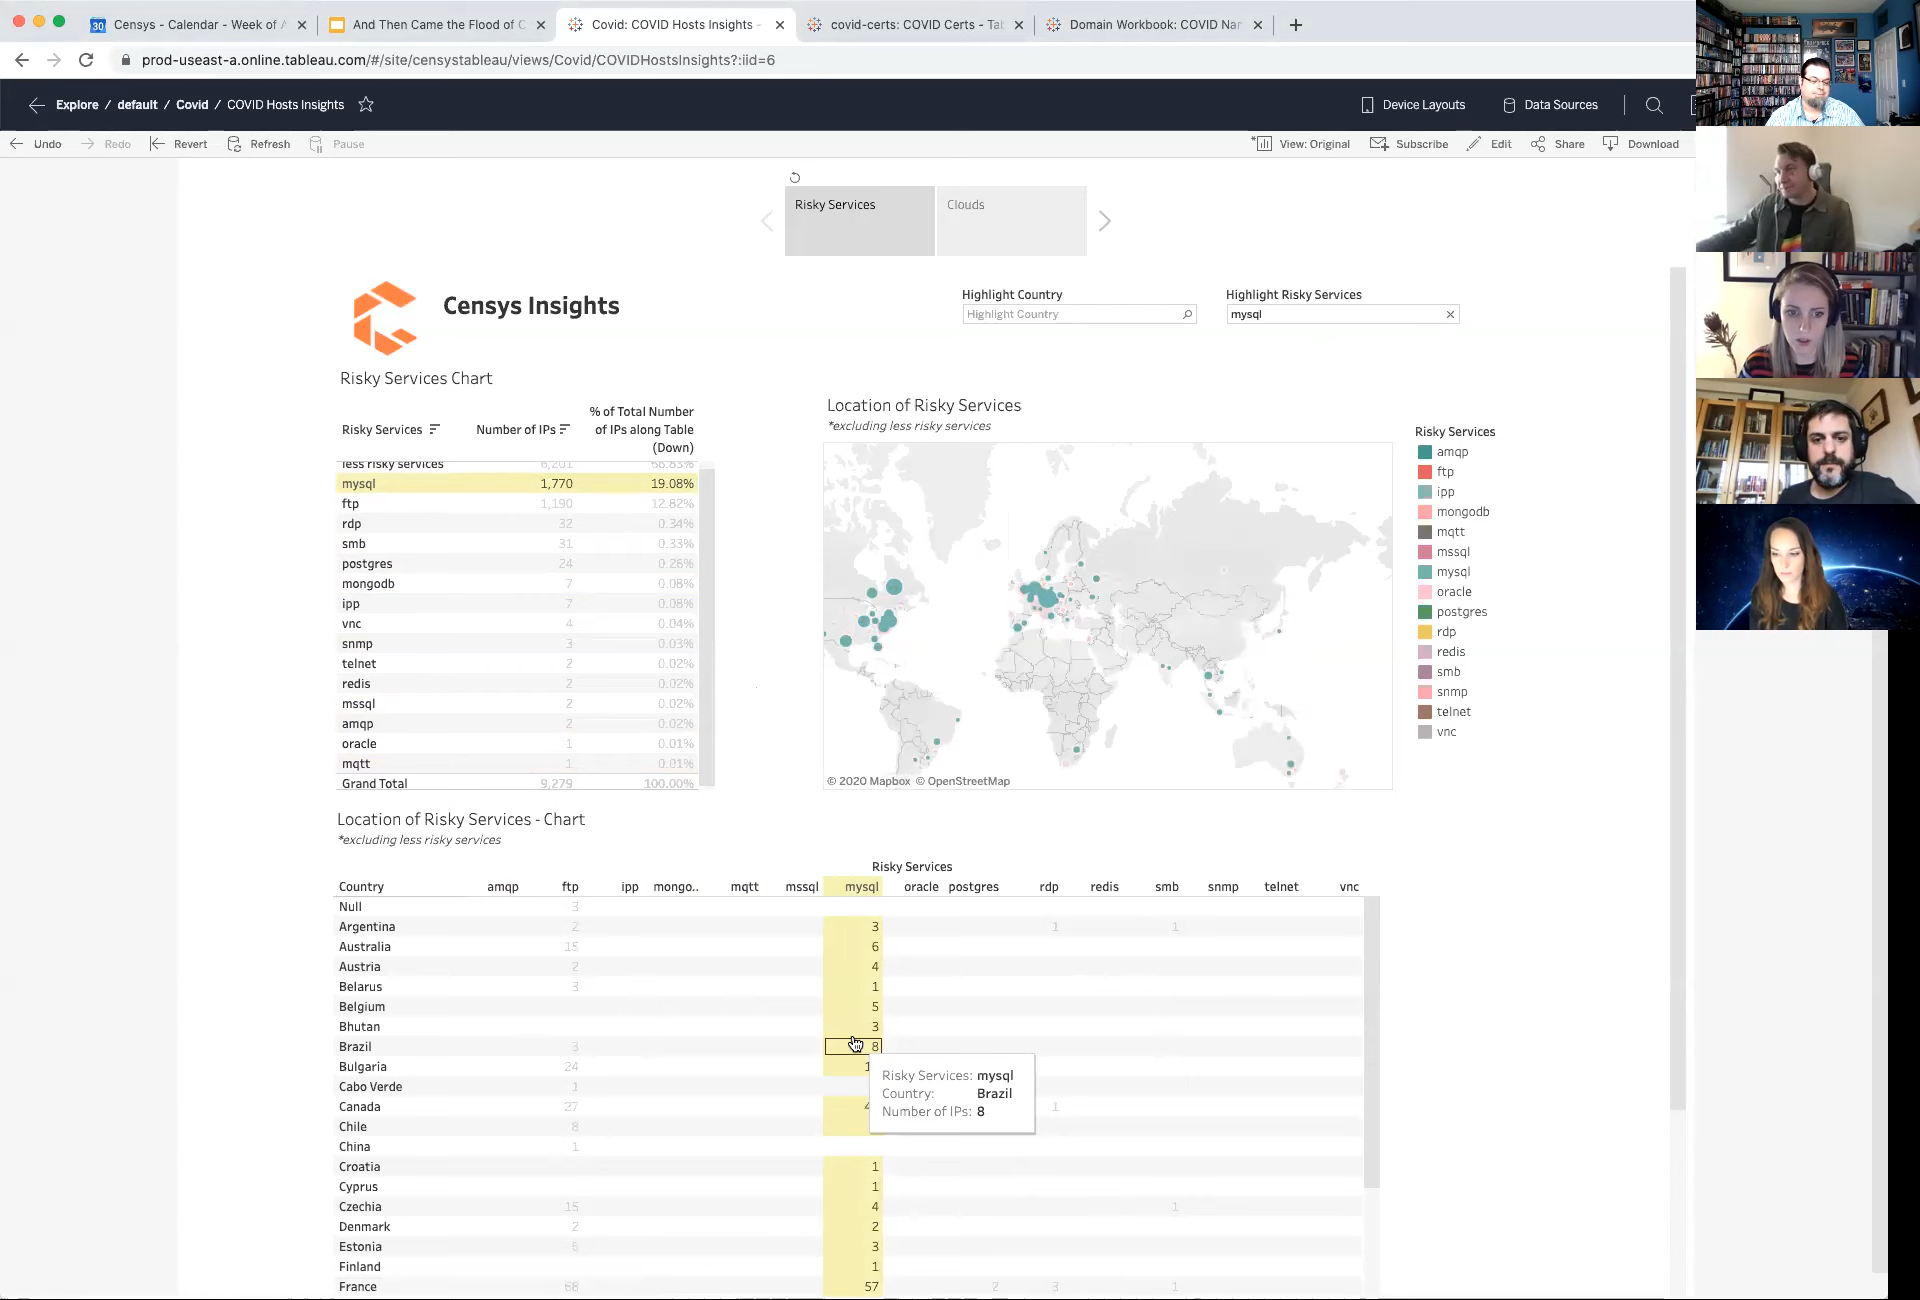 Censys - Calendar - Week of A
And Then Came the Flood of C
Covid: COVID Hosts Insights -
covid-certs: COVID Certs - Tab
Domain Workbook: COVID Nar
prod-useast-a.online.tableau.com/#/site/censystableau/views/Covid/COVIDHostsInsights?:iid=6
Explore / default / Covid / COVID Hosts Insights
Device Layouts
Data Sources
Undo
Redo
Revert
Refresh
Pause
View: Original
Subscribe
Edit
Share
Download
Risky Services
Clouds
Censys Insights
Highlight Country
Highlight Country
Highlight Risky Services
mysql
Risky Services Chart
Risky Services Number of IPs % of Total Number of IPs along Table (Down)
less risky services 6,201 66.83%
mysql 1,770 19.08%
ftp 1,190 12.82%
rdp 32 0.34%
smb 31 0.33%
postgres 24 0.26%
mongodb 7 0.08%
ipp 7 0.08%
vnc 4 0.04%
snmp 3 0.03%
telnet 2 0.02%
redis 2 0.02%
mssql 2 0.02%
amqp 2 0.02%
oracle 1 0.01%
mqtt 1 0.01%
Grand Total 9,279 100.00%
Location of Risky Services
*excluding less risky services
© 2020 Mapbox © OpenStreetMap
Risky Services
amqp
ftp
ipp
mongodb
mqtt
mssql
mysql
oracle
postgres
rdp
redis
smb
snmp
telnet
vnc
Location of Risky Services - Chart
*excluding less risky services
Risky Services
Country amqp ftp ipp mongo.. mqtt mssql mysql oracle postgres rdp redis smb snmp telnet vnc
Null 3
Argentina 2 3 1 1
Australia 15 6
Austria 2 4
Belarus 3 1
Belgium 5
Bhutan 3
Brazil 3 8
Bulgaria 24 1
Cabo Verde 1
Canada 27 4 1
Chile 8
China 1
Croatia 1
Cyprus 1
Czechia 15 4 1
Denmark 2 2
Estonia 6 3
Finland 1
France 68 57 2 3 1
Risky Services: mysql
Country: Brazil
Number of IPs: 8